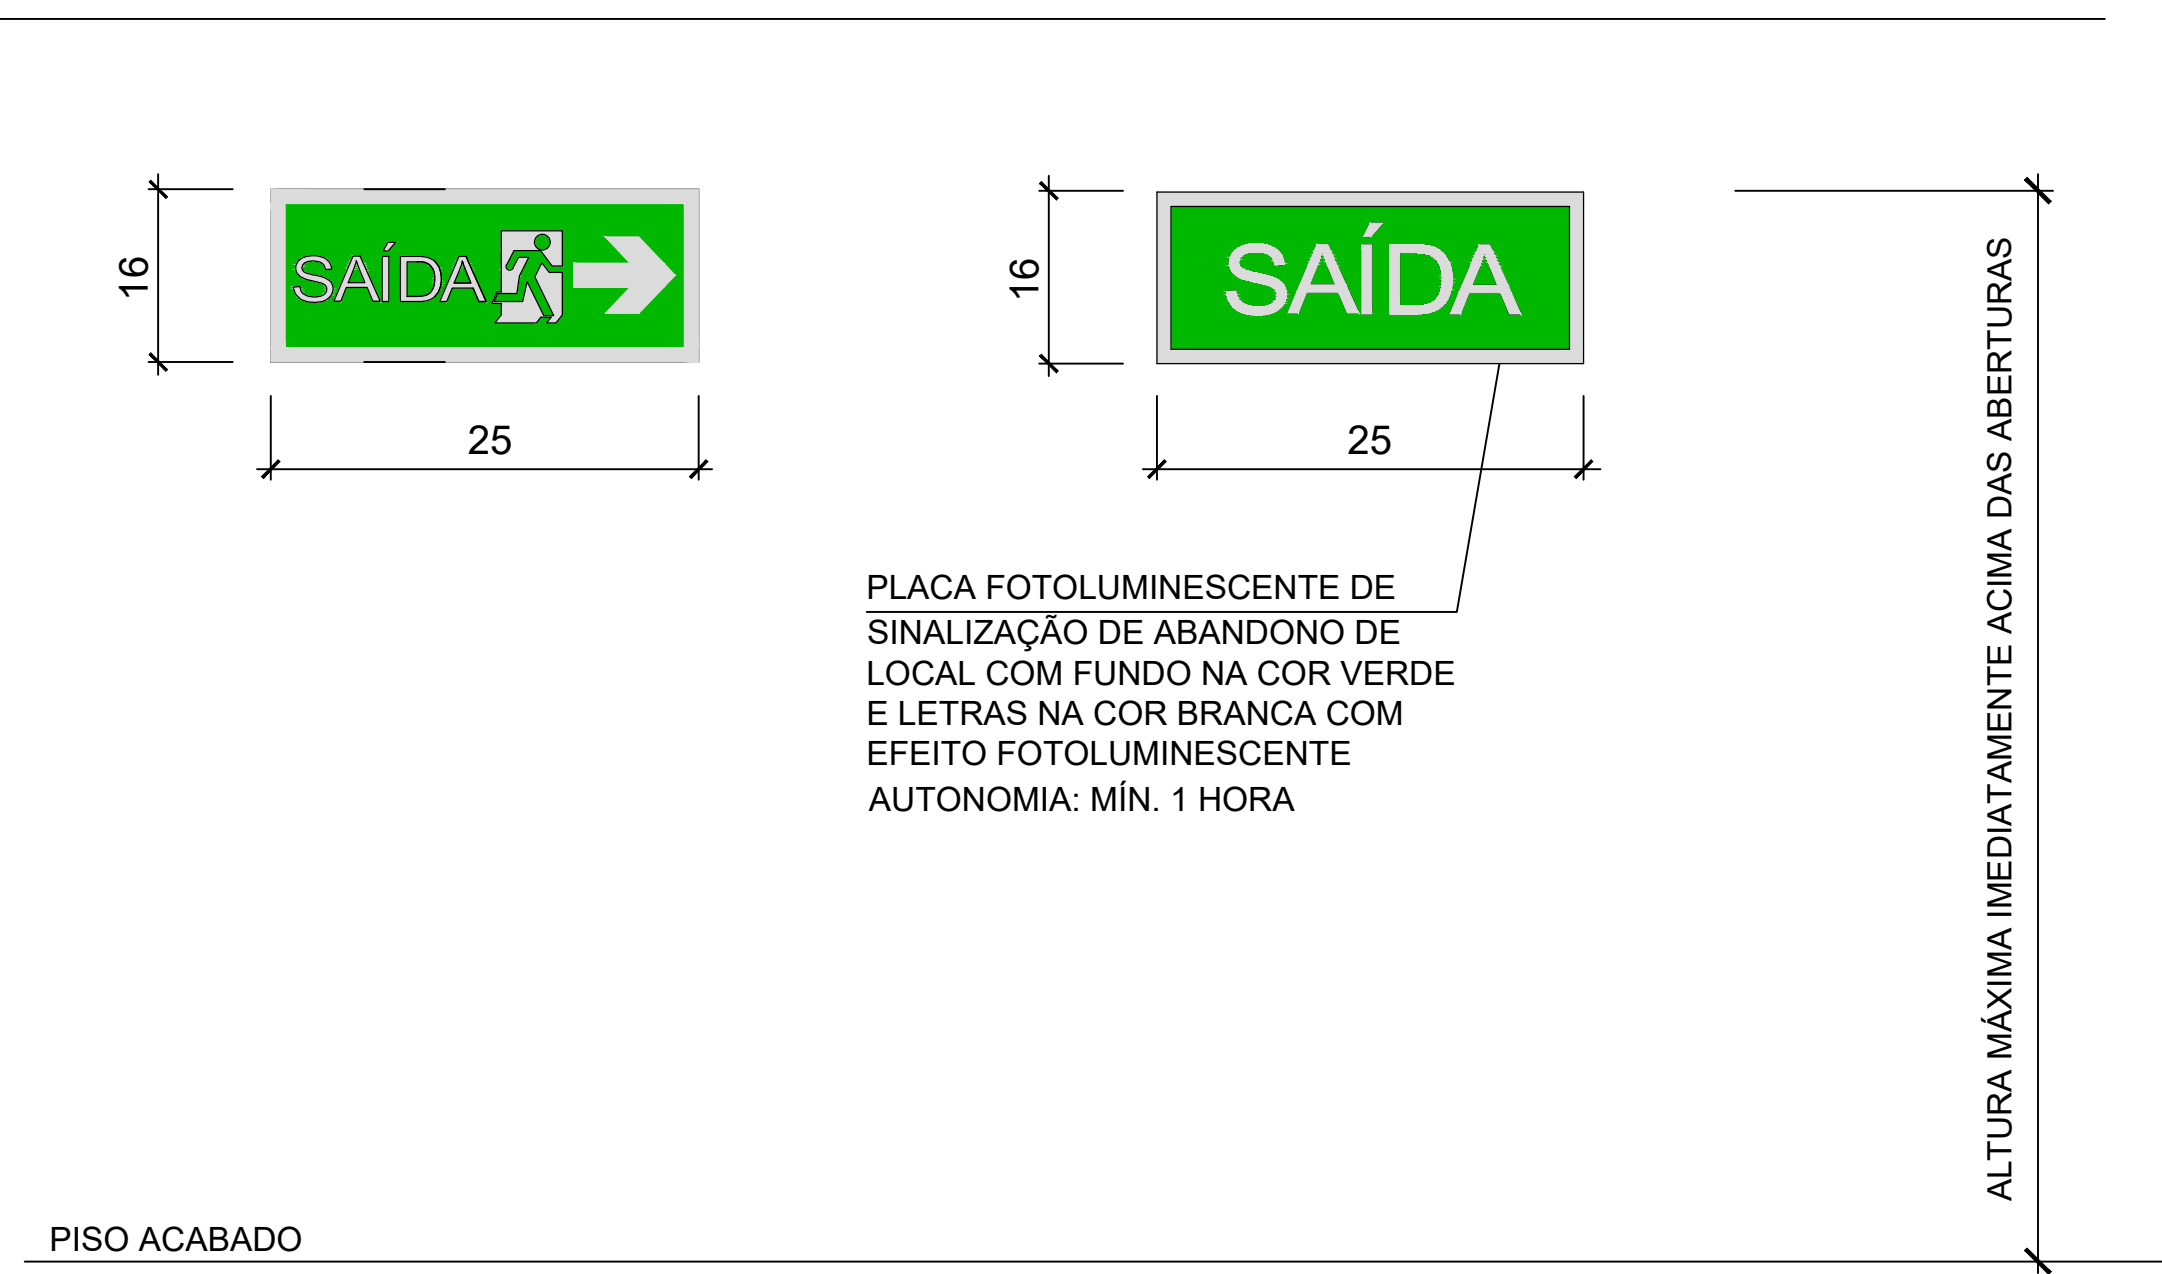 16
SAÍDA
25
16
SAÍDA
25
PLACA FOTOLUMINESCENTE DE
SINALIZAÇÃO DE ABANDONO DE
LOCAL COM FUNDO NA COR VERDE
E LETRAS NA COR BRANCA COM
EFEITO FOTOLUMINESCENTE
AUTONOMIA: MÍN. 1 HORA
ALTURA MÁXIMA IMEDIATAMENTE ACIMA DAS ABERTURAS
PISO ACABADO